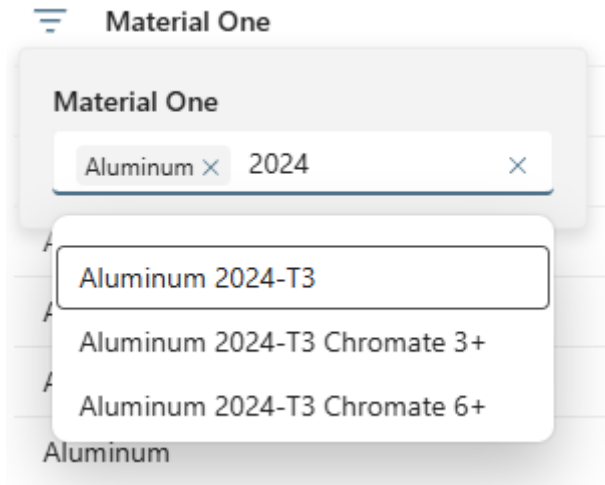 Material One
Material One
Aluminum × 2024 ×
Aluminum 2024-T3
Aluminum 2024-T3 Chromate 3+
Aluminum 2024-T3 Chromate 6+
Aluminum